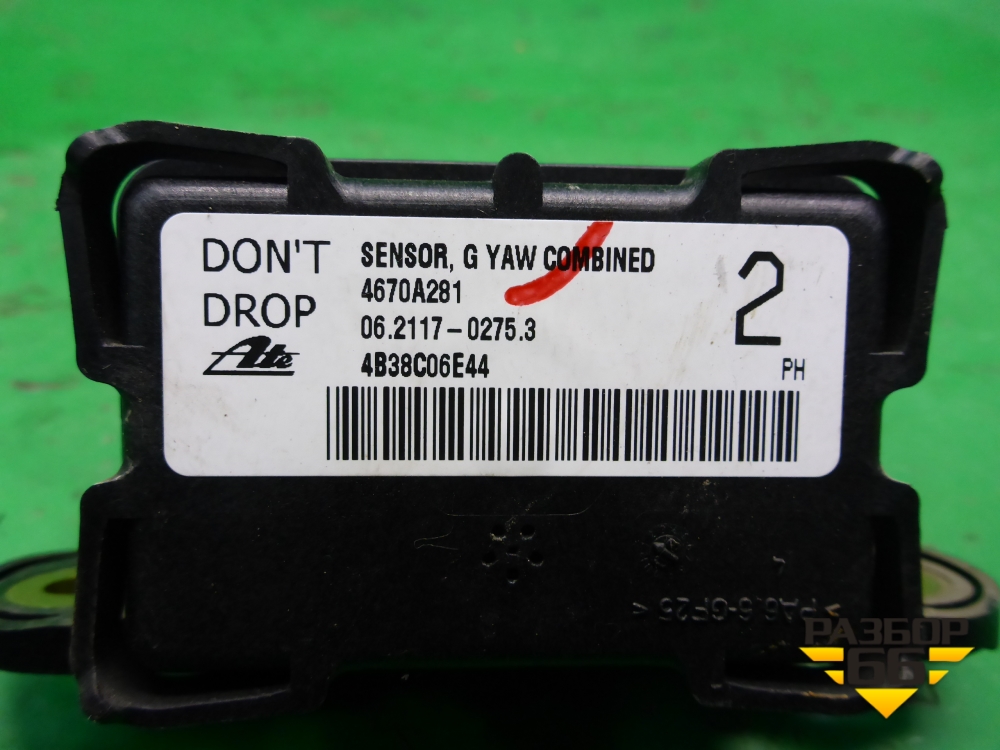 DON'T
DROP
Ate
SENSOR, G YAW COMBINED
4670A281
06.2117-0275.3
4B38C06E44
2
PH
>PA6.6-GF25<
РАЗБОР
66